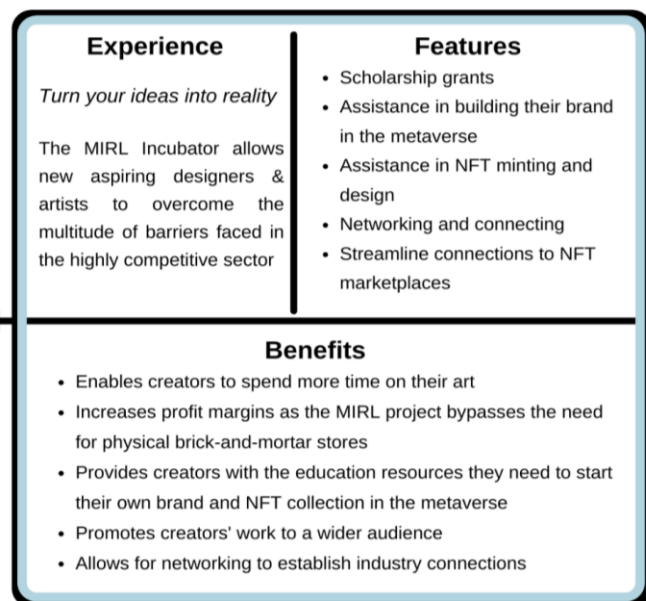 Experience
Turn your ideas into reality
The MIRL Incubator allows
new aspiring designers &
artists to overcome the
multitude of barriers faced in
the highly competitive sector
Features
• Scholarship grants
• Assistance in building their brand
in the metaverse
• Assistance in NFT minting and
design
• Networking and connecting
• Streamline connections to NFT
marketplaces
Benefits
• Enables creators to spend more time on their art
• Increases profit margins as the MIRL project bypasses the need
for physical brick-and-mortar stores
• Provides creators with the education resources they need to start
their own brand and NFT collection in the metaverse
• Promotes creators' work to a wider audience
• Allows for networking to establish industry connections